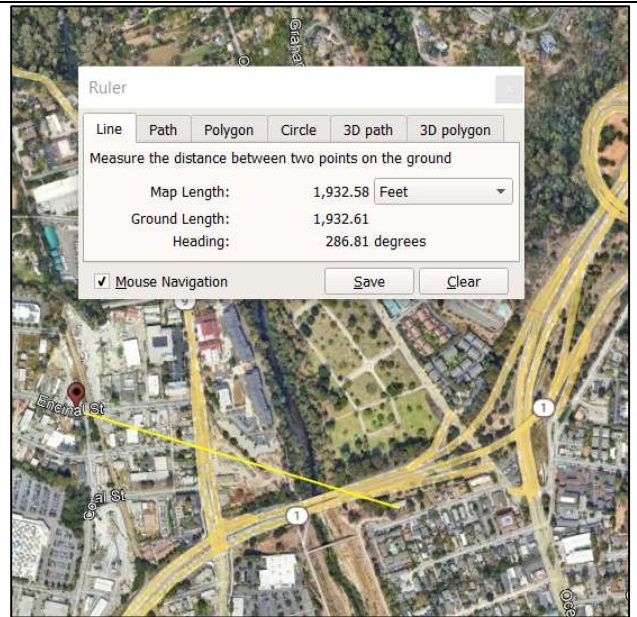 Ruler
Line Path Polygon Circle 3D path 3D polygon
Measure the distance between two points on the ground
Map Length: 1,932.58 Feet
Ground Length: 1,932.61
Heading: 286.81 degrees
Mouse Navigation Save Clear
9
1
Encinal St
1